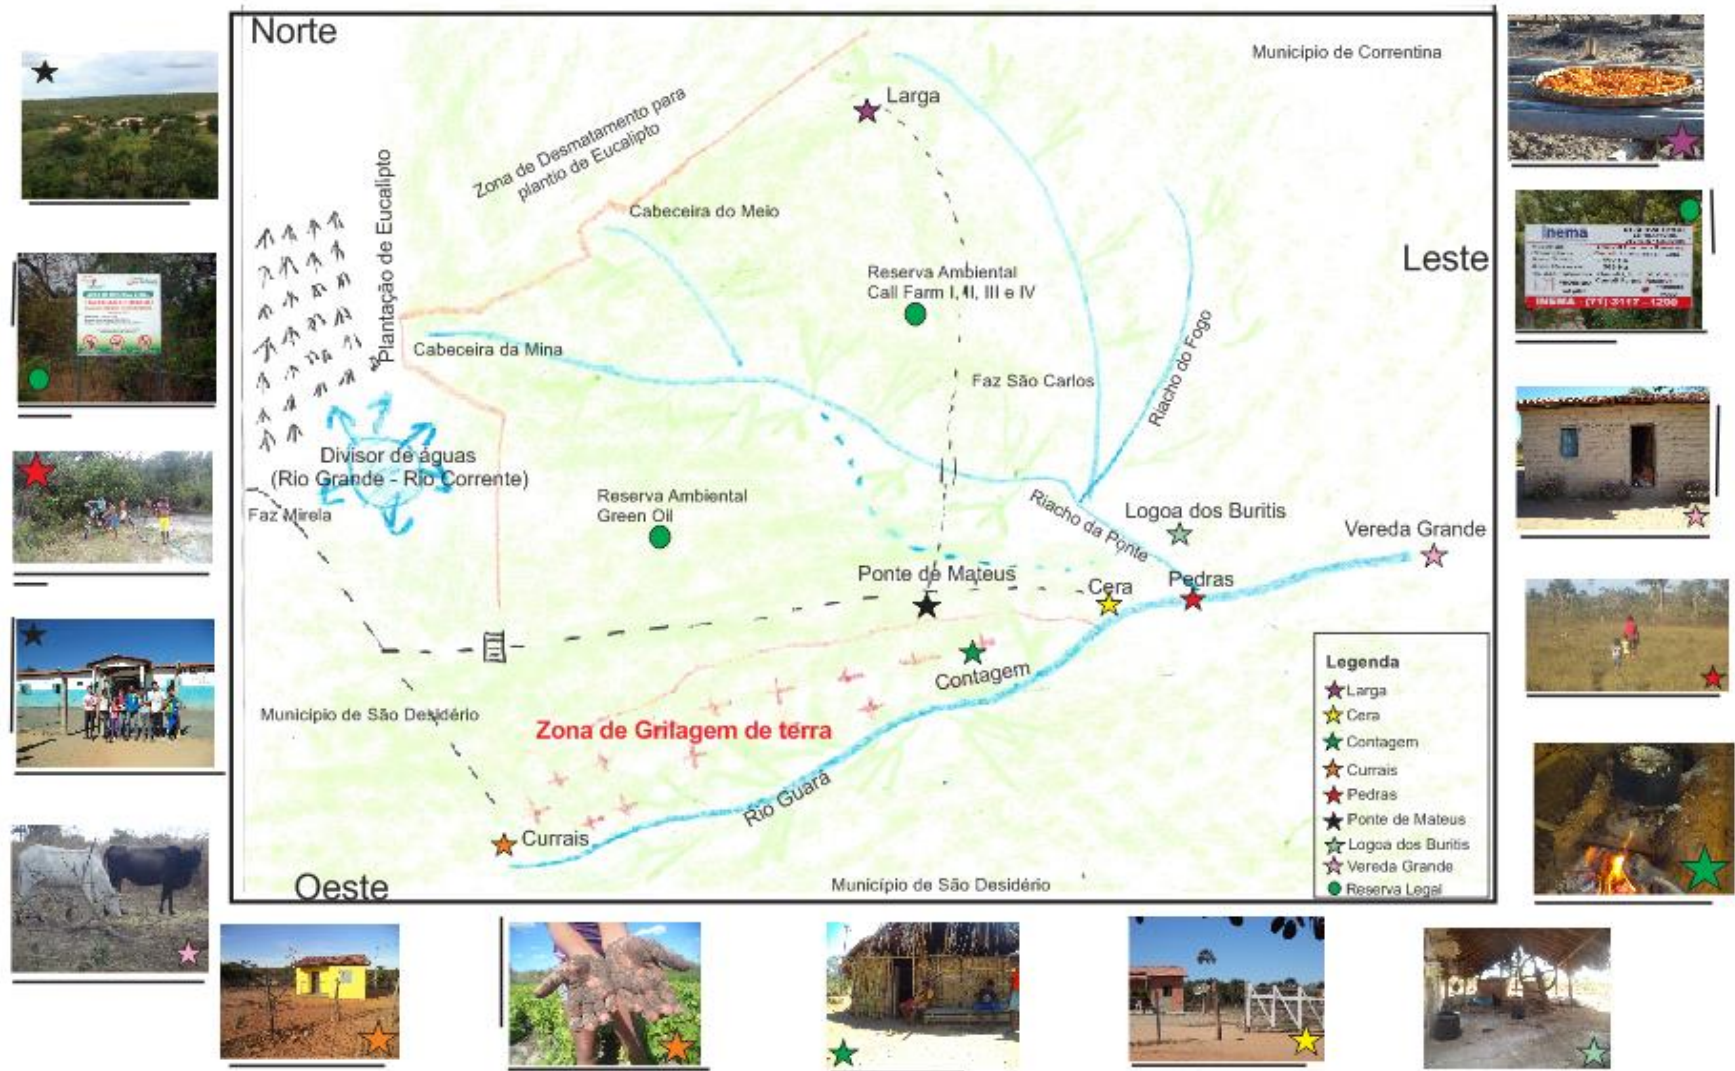 Norte
Município de Correntina
Larga
Zona de Desmatamento para
plantio de Eucalipto
Plantação de Eucalipto
Cabeceira do Meio
Leste
Reserva Ambiental
Call Farm I, II, III e IV
Cabeceira da Mina
Faz São Carlos
Riacho do Fogo
Divisor de águas
(Rio Grande - Rio Corrente)
Faz Mirela
Reserva Ambiental
Green Oil
Riacho da Ponte
Logoa dos Buritis
Vereda Grande
Ponte de Mateus
Cera
Pedras
Contagem
Município de São Desidério
Zona de Grilagem de terra
Rio Guará
Currais
Oeste
Município de São Desidério
Legenda
Larga
Cera
Contagem
Currais
Pedras
Ponte de Mateus
Logoa dos Buritis
Vereda Grande
Reserva Legal
Inema
INEMA - (71) 3117 - 1200